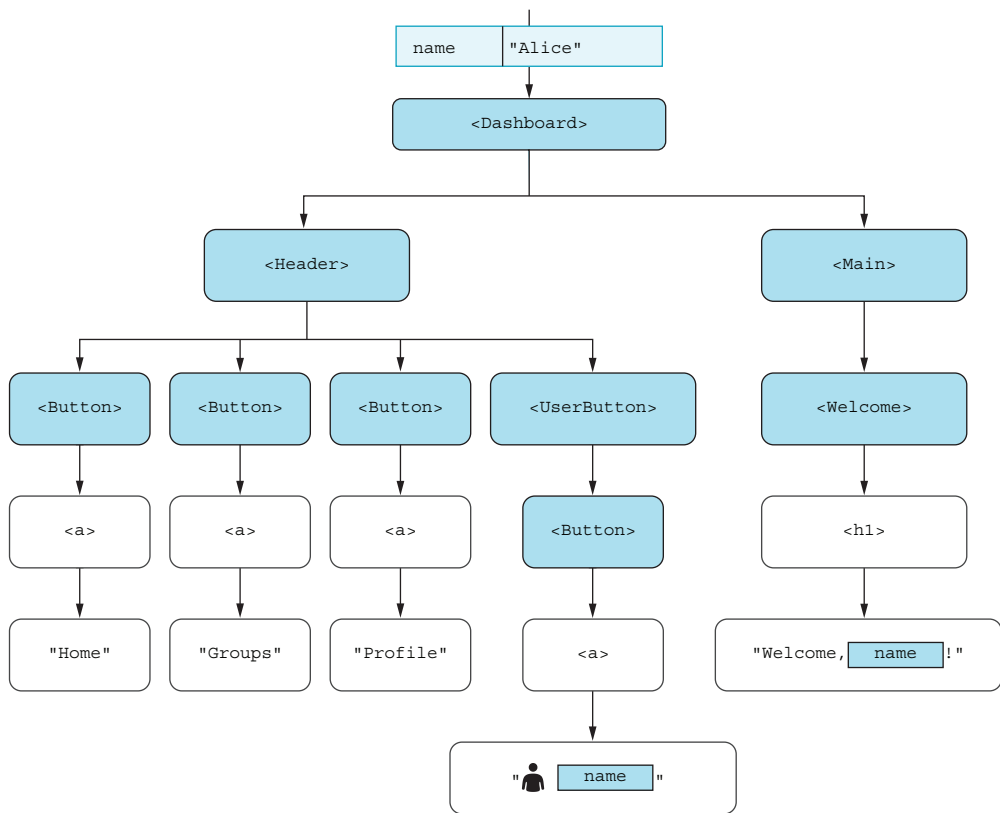 name "Alice"
<Dashboard>
<Header> <Main>
<Button> <Button> <Button> <UserButton> <Welcome>
<a> <a> <a> <Button> <h1>
"Home" "Groups" "Profile" <a> "Welcome, name !"
" name "